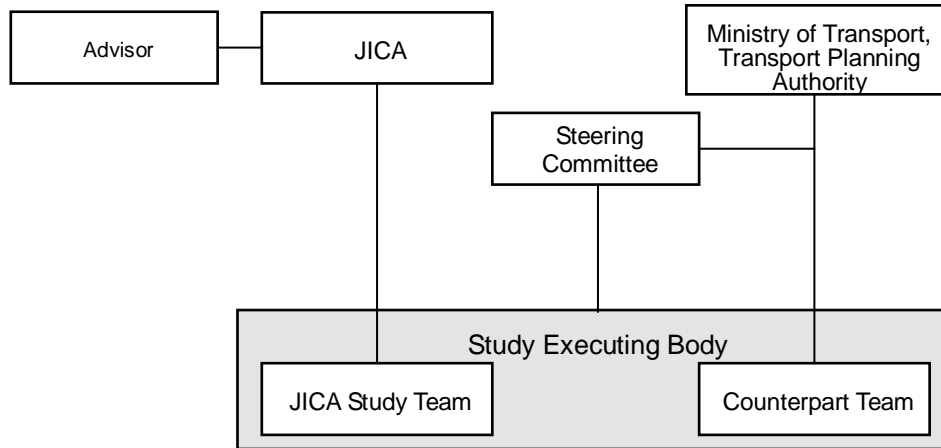 Advisor
JICA
Ministry of Transport,
Transport Planning
Authority
Steering
Committee
Study Executing Body
JICA Study Team
Counterpart Team